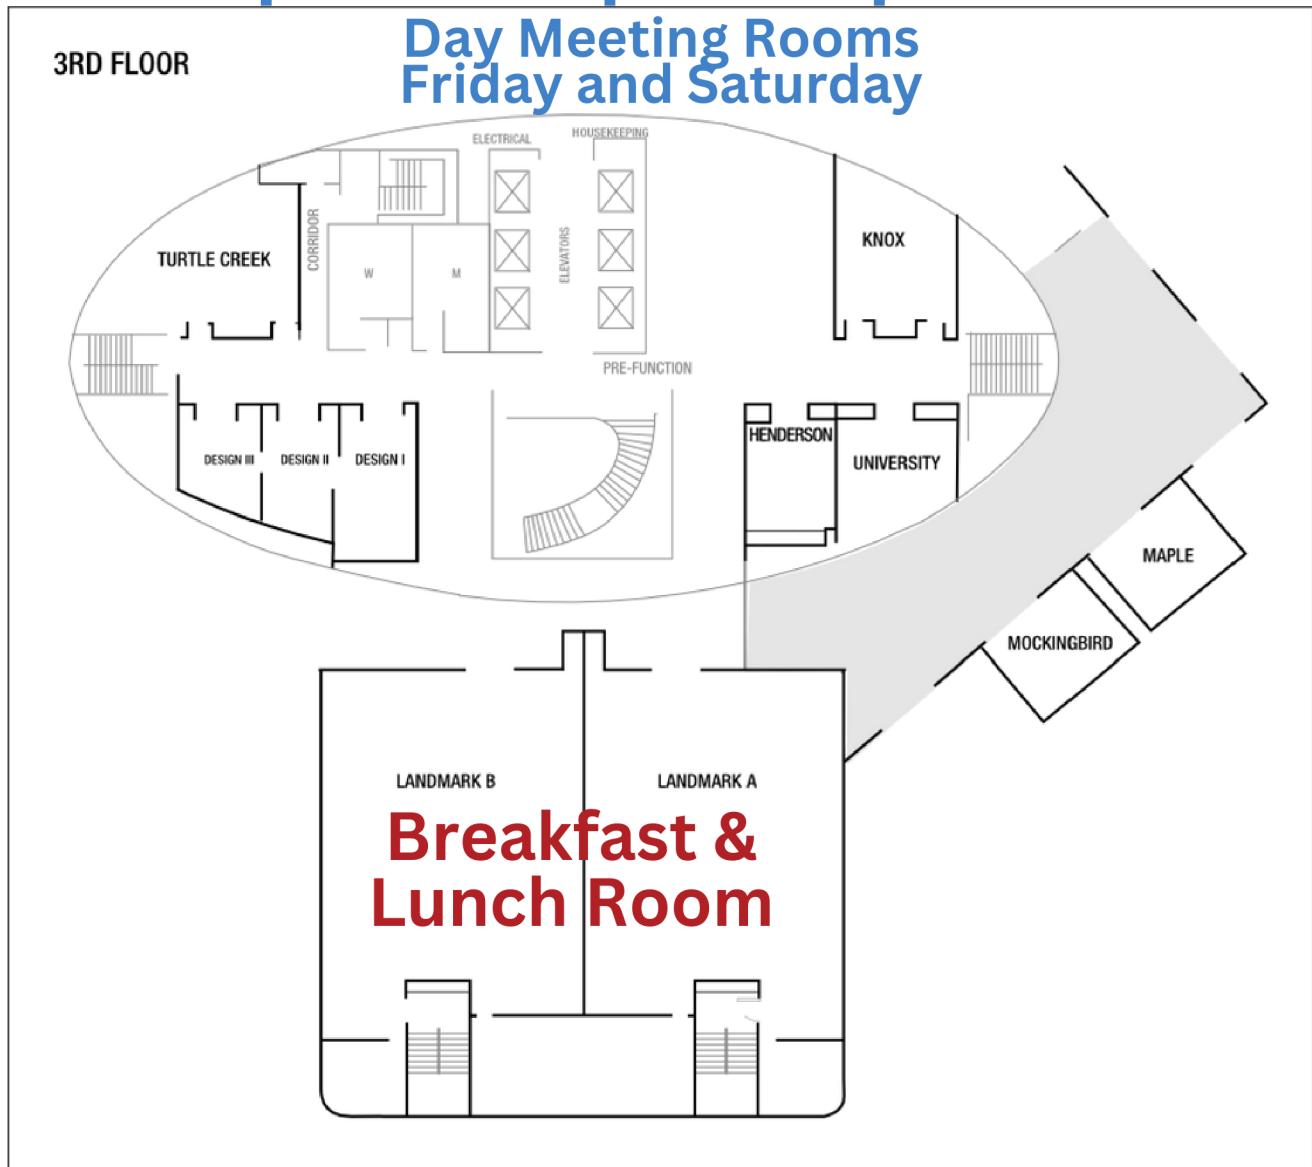 Day Meeting Rooms
Friday and Saturday
3RD FLOOR
ELECTRICAL
HOUSEKEEPING
CORRIDOR
ELEVATORS
TURTLE CREEK
W
M
KNOX
PRE-FUNCTION
DESIGN III
DESIGN II
DESIGN I
HENDERSON
UNIVERSITY
MAPLE
MOCKINGBIRD
LANDMARK B
LANDMARK A
Breakfast &
Lunch Room